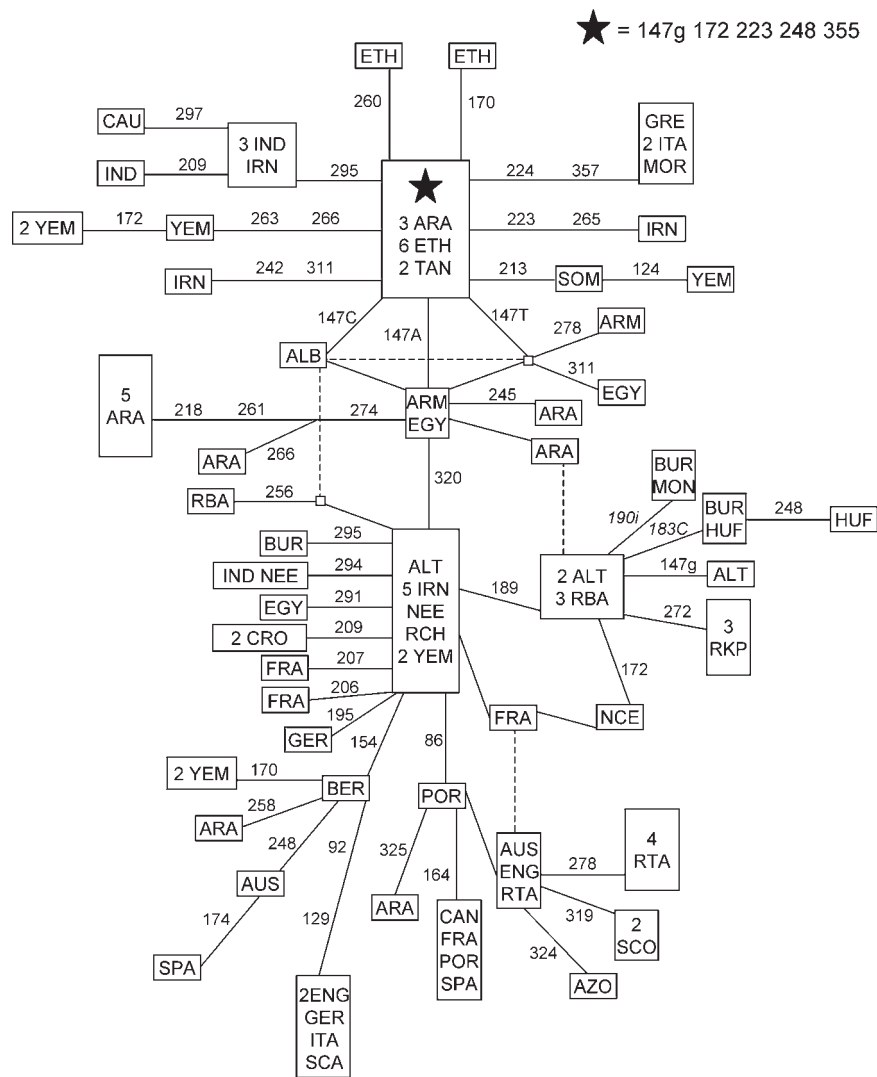 ★ = 147g 172 223 248 355
ETH
ETH
260
170
CAU
297
3 IND
IRN
IND
209
295
GRE
2 ITA
MOR
224
357
3 ARA
6 ETH
2 TAN
2 YEM
172
YEM
263
266
223
265
IRN
IRN
242
311
213
SOM
124
YEM
147C
147A
147T
278
ARM
ALB
311
EGY
5
ARA
218
261
274
ARM
EGY
245
ARA
ARA
266
ARA
RBA
256
320
BUR
MON
190i
BUR
HUF
183C
248
HUF
BUR
295
IND NEE
294
EGY
291
2 CRO
209
FRA
207
FRA
206
GER
195
ALT
5 IRN
NEE
RCH
2 YEM
189
2 ALT
3 RBA
147g
ALT
272
3
RKP
172
FRA
NCE
154
86
2 YEM
170
BER
POR
ARA
258
248
92
325
164
AUS
ENG
RTA
278
4
RTA
AUS
174
129
ARA
CAN
FRA
POR
SPA
319
2
SCO
324
SPA
2ENG
GER
ITA
SCA
AZO